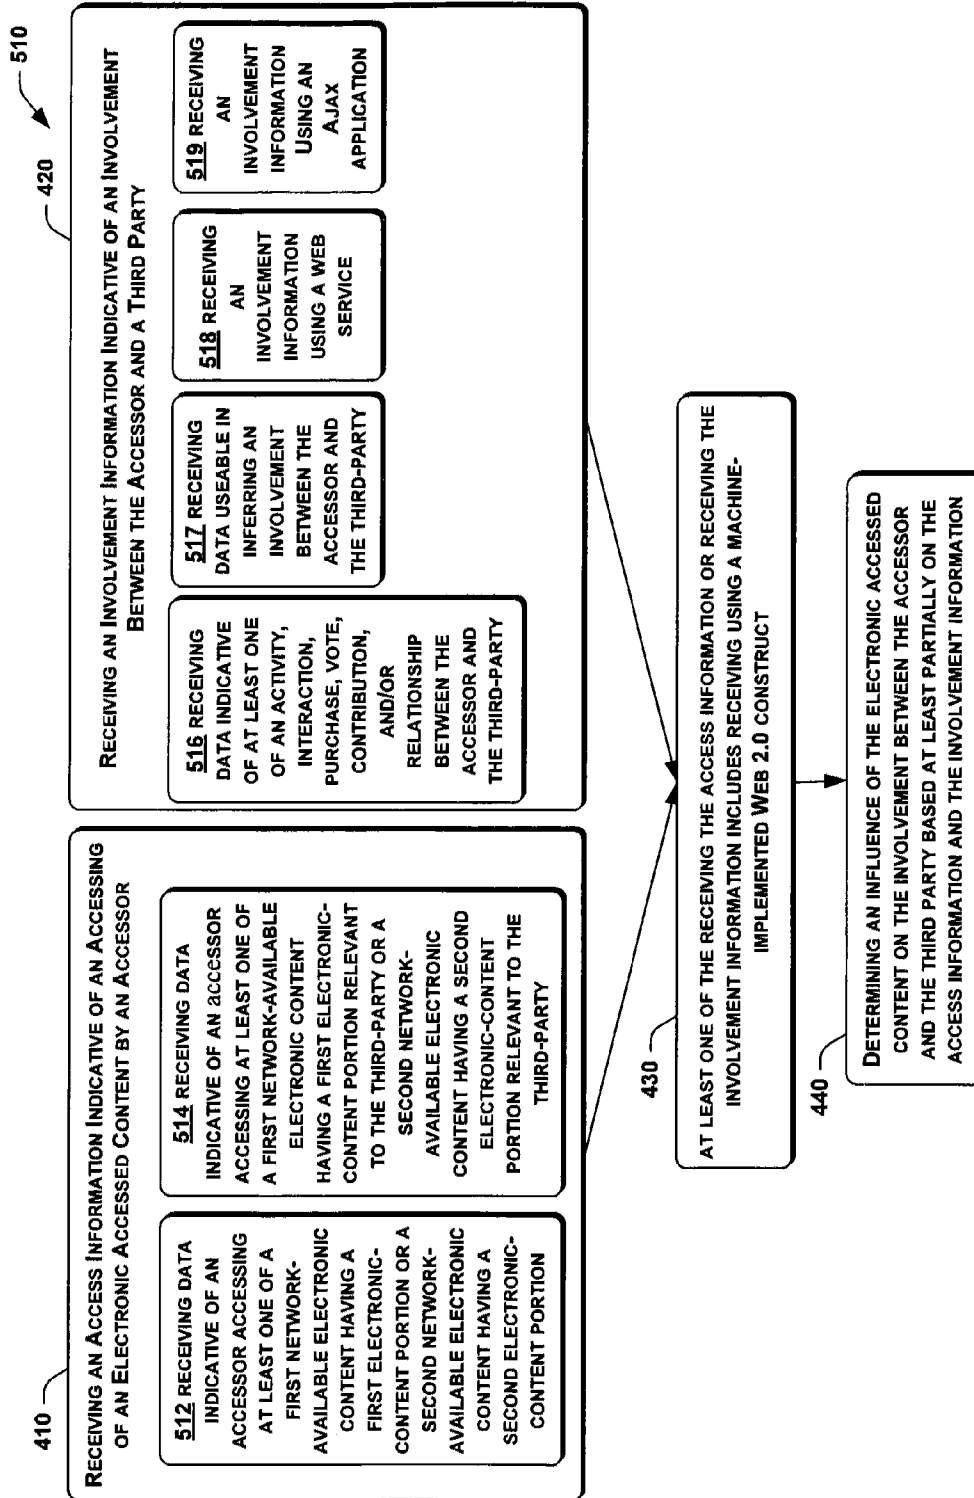 510
410
RECEIVING AN ACCESS INFORMATION INDICATIVE OF AN ACCESSING
OF AN ELECTRONIC ACCESSED CONTENT BY AN ACCESSOR
512 RECEIVING DATA
INDICATIVE OF AN
ACCESSOR ACCESSING
AT LEAST ONE OF A
FIRST NETWORK-
AVAILABLE ELECTRONIC
CONTENT HAVING A
FIRST ELECTRONIC-
CONTENT PORTION OR A
SECOND NETWORK-
AVAILABLE ELECTRONIC
CONTENT HAVING A
SECOND ELECTRONIC-
CONTENT PORTION
514 RECEIVING DATA
INDICATIVE OF AN accessor
ACCESSING AT LEAST ONE OF
A FIRST NETWORK-AVAILABLE
ELECTRONIC CONTENT
HAVING A FIRST ELECTRONIC-
CONTENT PORTION RELEVANT
TO THE THIRD-PARTY OR A
SECOND NETWORK-
AVAILABLE ELECTRONIC
CONTENT HAVING A SECOND
ELECTRONIC-CONTENT
PORTION RELEVANT TO THE
THIRD-PARTY
420
RECEIVING AN INVOLVEMENT INFORMATION INDICATIVE OF AN INVOLVEMENT
BETWEEN THE ACCESSOR AND A THIRD PARTY
516 RECEIVING
DATA INDICATIVE
OF AT LEAST ONE
OF AN ACTIVITY,
INTERACTION,
PURCHASE, VOTE,
CONTRIBUTION,
AND/OR
RELATIONSHIP
BETWEEN THE
ACCESSOR AND
THE THIRD-PARTY
517 RECEIVING
DATA USEABLE IN
INFERRING AN
INVOLVEMENT
BETWEEN THE
ACCESSOR AND
THE THIRD-PARTY
518 RECEIVING
AN
INVOLVEMENT
INFORMATION
USING A WEB
SERVICE
519 RECEIVING
AN
INVOLVEMENT
INFORMATION
USING AN
AJAX
APPLICATION
430
AT LEAST ONE OF THE RECEIVING THE ACCESS INFORMATION OR RECEIVING THE
INVOLVEMENT INFORMATION INCLUDES RECEIVING USING A MACHINE-
IMPLEMENTED WEB 2.0 CONSTRUCT
440
DETERMINING AN INFLUENCE OF THE ELECTRONIC ACCESSED
CONTENT ON THE INVOLVEMENT BETWEEN THE ACCESSOR
AND THE THIRD PARTY BASED AT LEAST PARTIALLY ON THE
ACCESS INFORMATION AND THE INVOLVEMENT INFORMATION